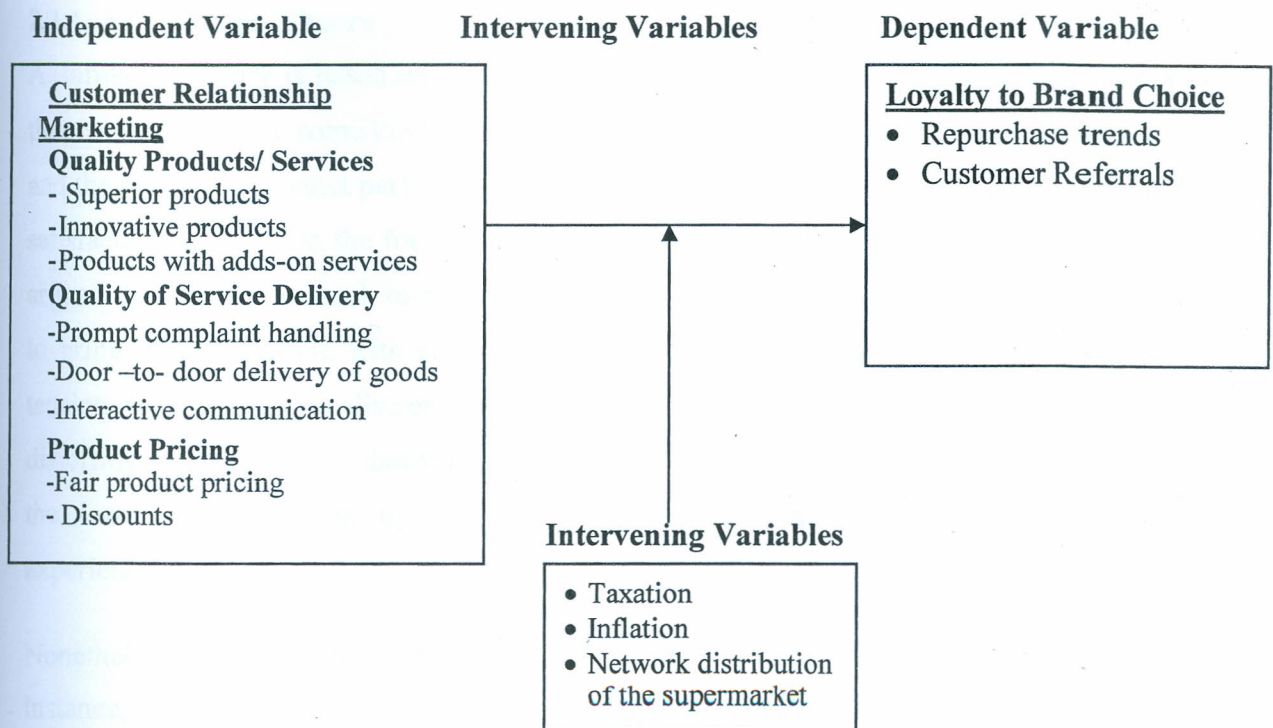 Independent Variable
Intervening Variables
Dependent Variable
Customer Relationship
Marketing
Quality Products/ Services
- Superior products
-Innovative products
-Products with adds-on services
Quality of Service Delivery
-Prompt complaint handling
-Door –to- door delivery of goods
-Interactive communication
Product Pricing
-Fair product pricing
- Discounts
Loyalty to Brand Choice
• Repurchase trends
• Customer Referrals
Intervening Variables
• Taxation
• Inflation
• Network distribution
of the supermarket